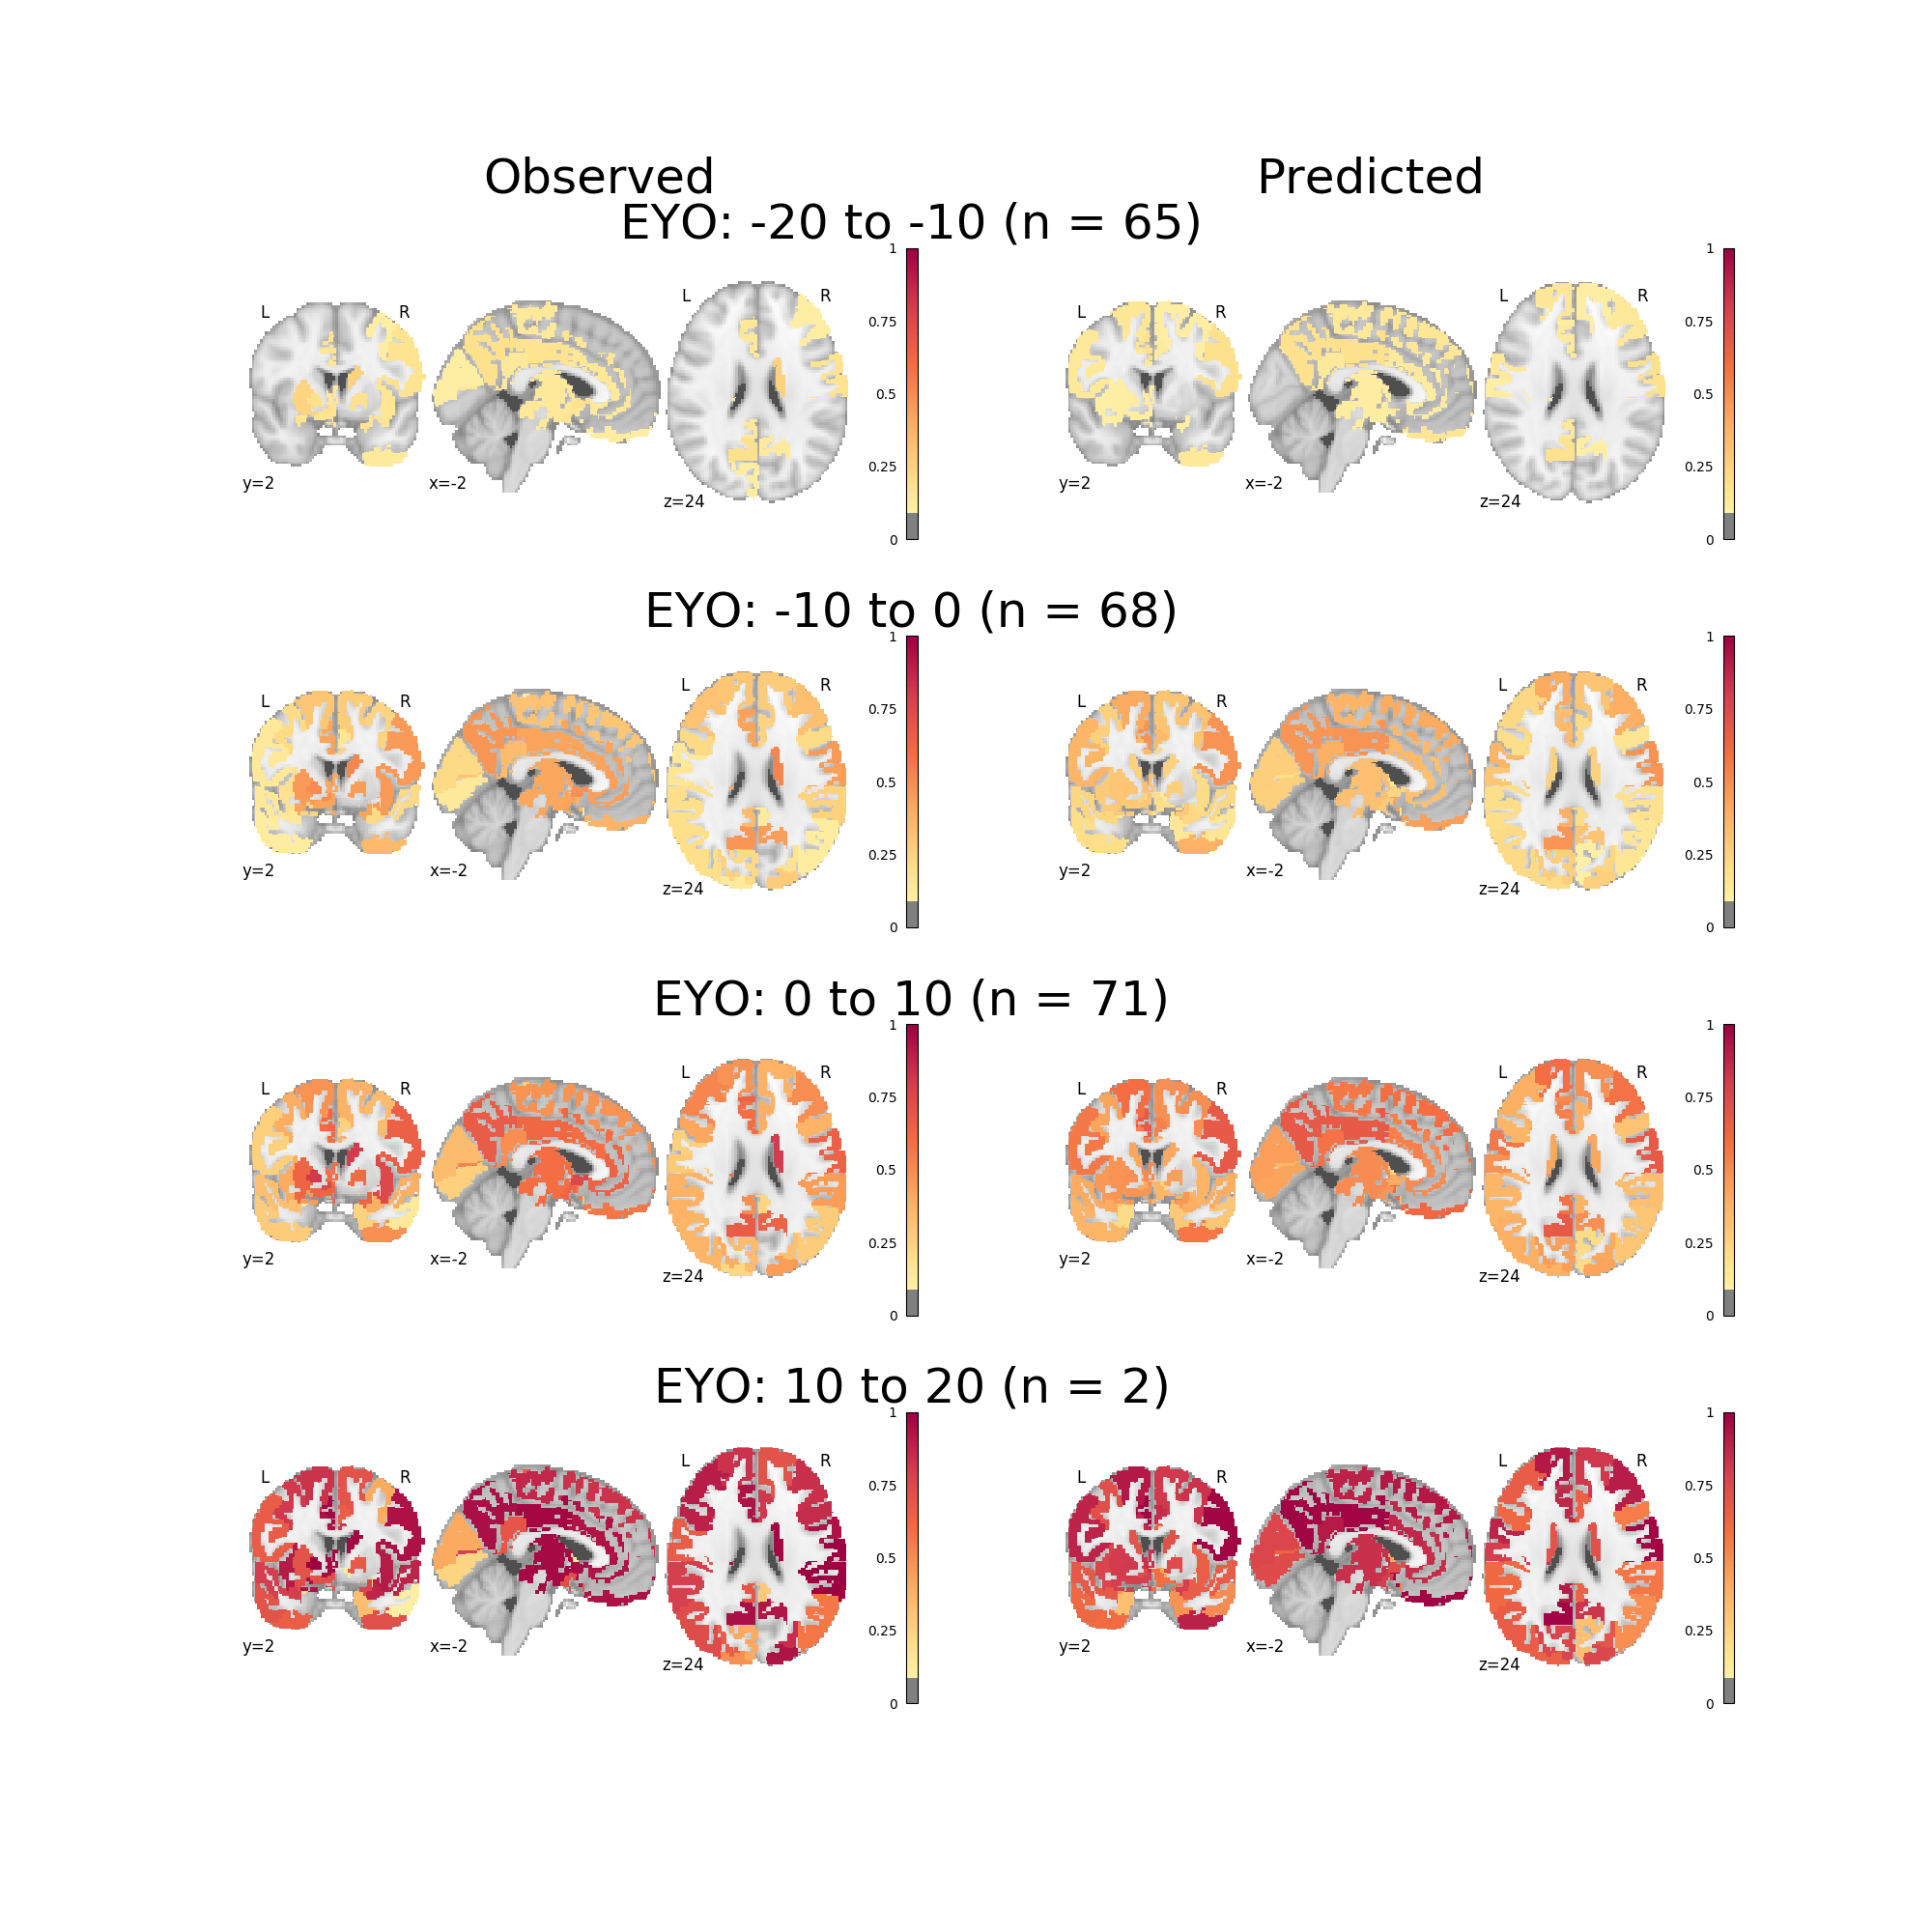 Observed
Predicted
EYO: -20 to -10 (n = 65)
L
R
y=2
x=-2
L
R
z=24
1
0.75
0.5
0.25
0
L
R
y=2
x=-2
L
R
z=24
1
0.75
0.5
0.25
0
EYO: -10 to 0 (n = 68)
L
R
y=2
x=-2
L
R
z=24
1
0.75
0.5
0.25
0
L
R
y=2
x=-2
L
R
z=24
1
0.75
0.5
0.25
0
EYO: 0 to 10 (n = 71)
L
R
y=2
x=-2
L
R
z=24
1
0.75
0.5
0.25
0
L
R
y=2
x=-2
L
R
z=24
1
0.75
0.5
0.25
0
EYO: 10 to 20 (n = 2)
L
R
y=2
x=-2
L
R
z=24
1
0.75
0.5
0.25
0
L
R
y=2
x=-2
L
R
z=24
1
0.75
0.5
0.25
0